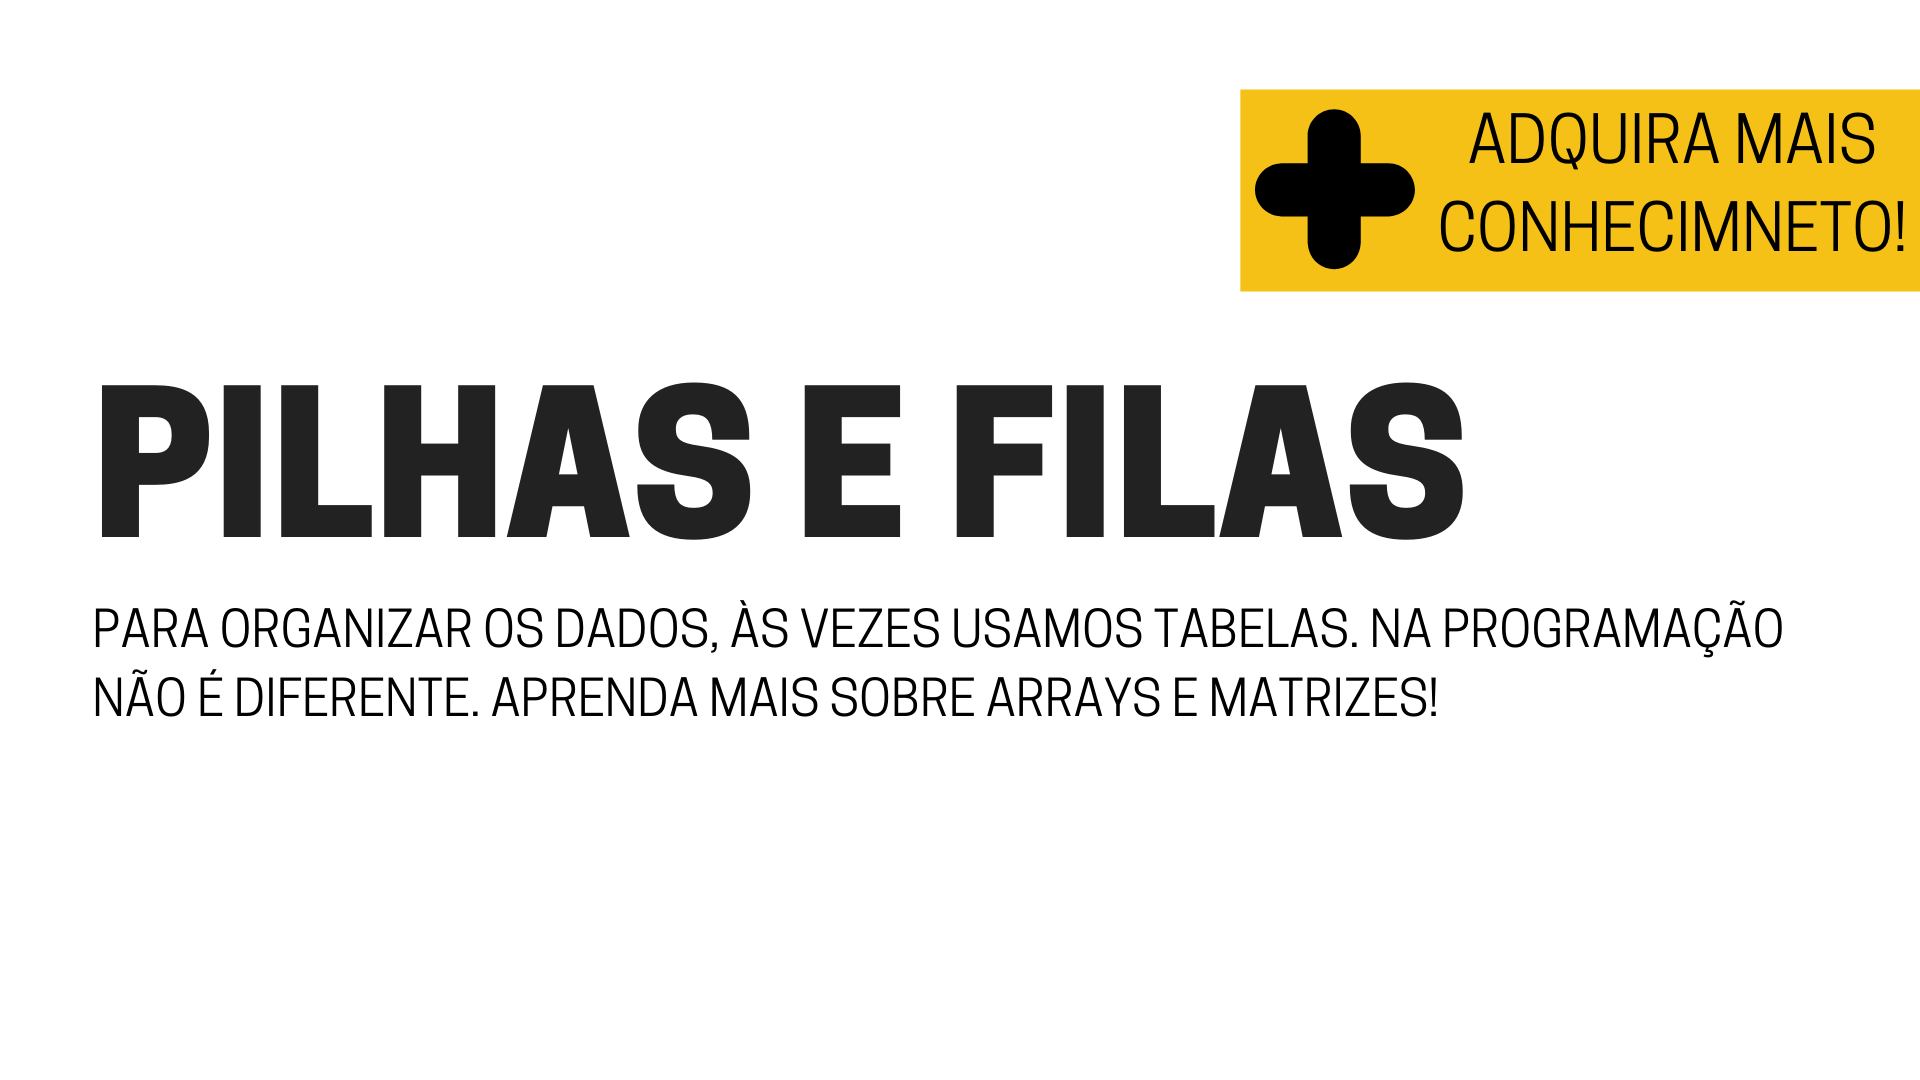 ADQUIRA MAIS
CONHECIMNETO!
PILHAS E FILAS
PARA ORGANIZAR OS DADOS, ÀS VEZES USAMOS TABELAS. NA PROGRAMAÇÃO
NÃO É DIFERENTE. APRENDA MAIS SOBRE ARRAYS E MATRIZES!